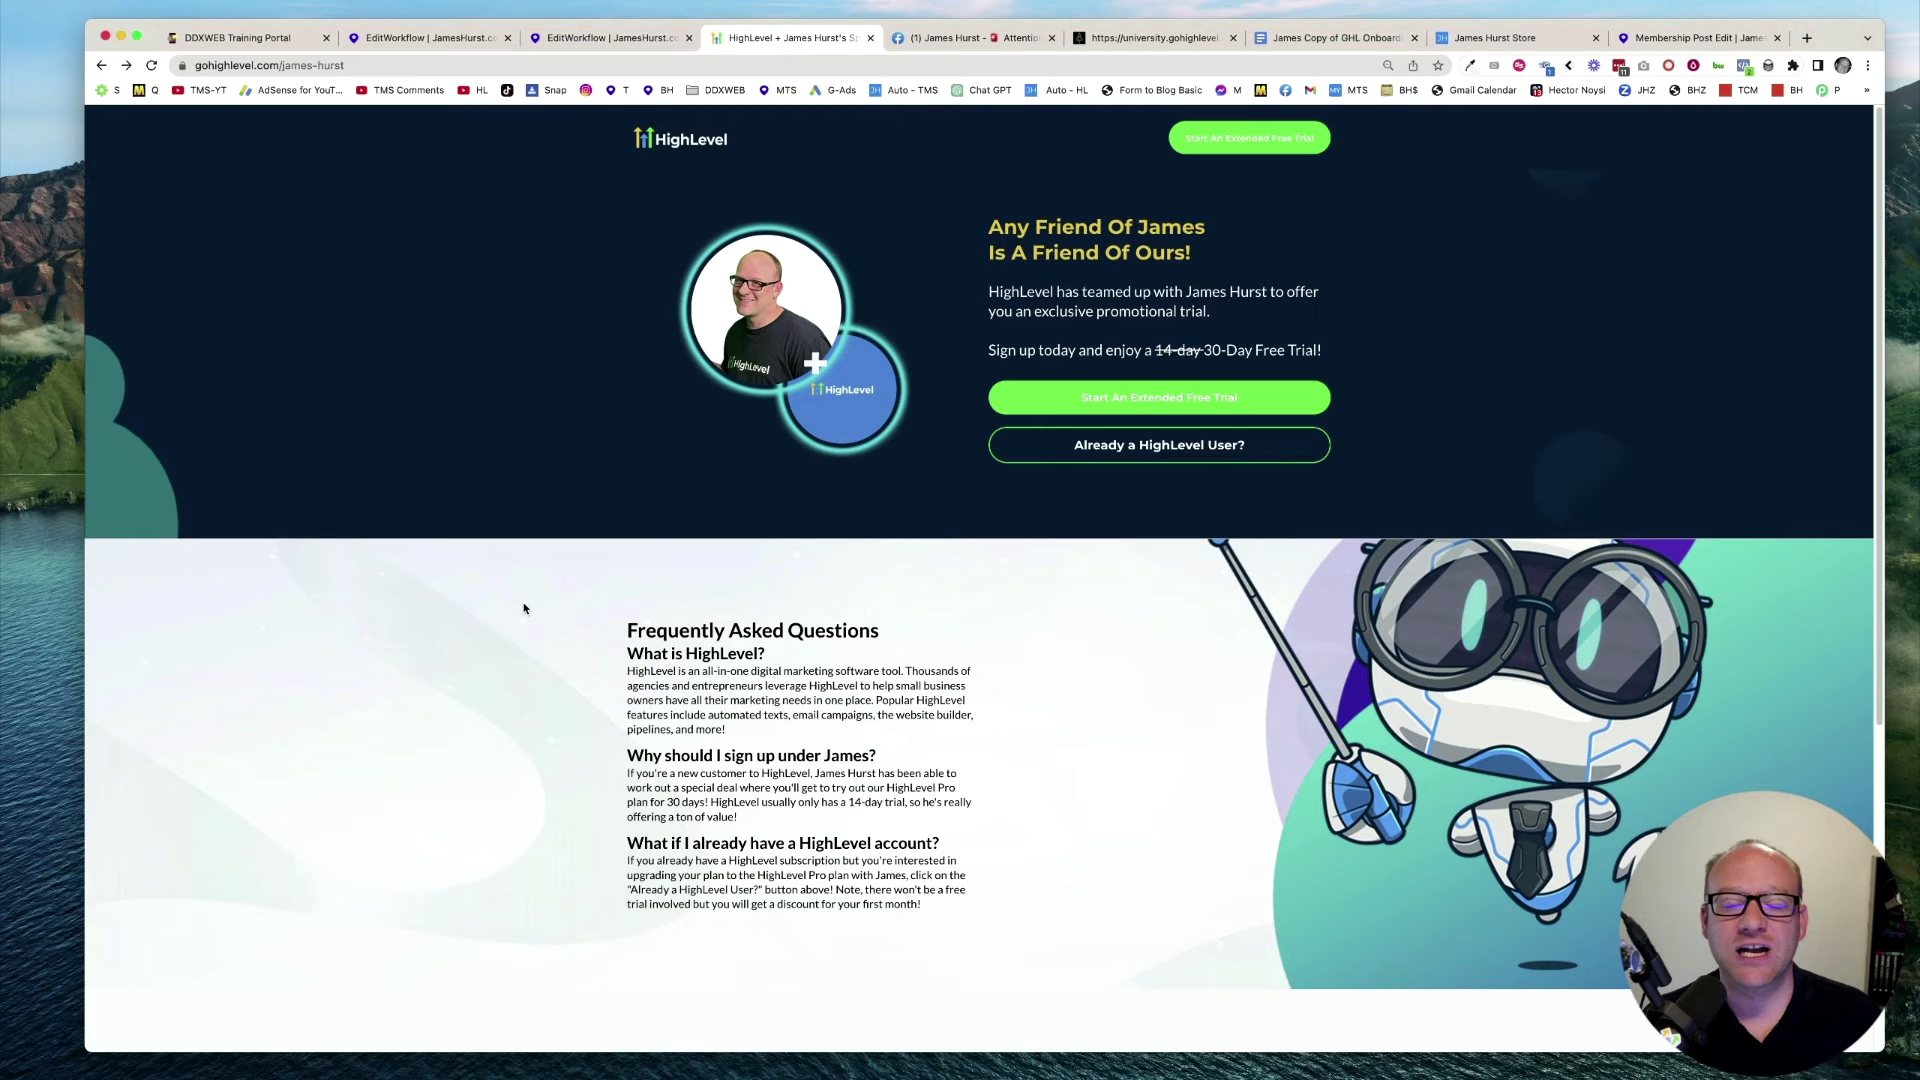 DDXWEB Training Portal
EditWorkflow | JamesHurst.co
EditWorkflow | JamesHurst.co
HighLevel + James Hurst's Sp
(1) James Hurst - Attentio
https://university.gohighlevel.
James Copy of GHL Onboard
James Hurst Store
Membership Post Edit | James
gohighlevel.com/james-hurst
S
Q
TMS-YT
AdSense for YouT...
TMS Comments
HL
Snap
T
BH
DDXWEB
MTS
G-Ads
Auto - TMS
Chat GPT
Auto - HL
Form to Blog Basic
M
MTS
BH$
Gmail Calendar
Hector Noysi
JHZ
BHZ
TCM
BH
P
»
HighLevel
Start An Extended Free Trial
Any Friend Of James
Is A Friend Of Ours!
HighLevel has teamed up with James Hurst to offer
you an exclusive promotional trial.
Sign up today and enjoy a 14-day 30-Day Free Trial!
Start An Extended Free Trial
Already a HighLevel User?
HighLevel
HighLevel
Frequently Asked Questions
What is HighLevel?
HighLevel is an all-in-one digital marketing software tool. Thousands of
agencies and entrepreneurs leverage HighLevel to help small business
owners have all their marketing needs in one place. Popular HighLevel
features include automated texts, email campaigns, the website builder,
pipelines, and more!
Why should I sign up under James?
If you're a new customer to HighLevel, James Hurst has been able to
work out a special deal where you'll get to try out our HighLevel Pro
plan for 30 days! HighLevel usually only has a 14-day trial, so he's really
offering a ton of value!
What if I already have a HighLevel account?
If you already have a HighLevel subscription but you're interested in
upgrading your plan to the HighLevel Pro plan with James, click on the
"Already a HighLevel User?" button above! Note, there won't be a free
trial involved but you will get a discount for your first month!